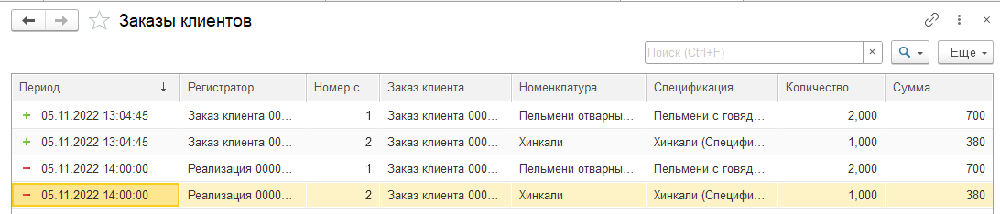 Заказы клиентов
Поиск (Ctrl+F)
Еще
Период Регистратор Номер с... Заказ клиента Номенклатура Спецификация Количество Сумма
+ 05.11.2022 13:04:45 Заказ клиента 00... 1 Заказ клиента 000... Пельмени отварны... Пельмени с говяд... 2,000 700
+ 05.11.2022 13:04:45 Заказ клиента 00... 2 Заказ клиента 000... Хинкали Хинкали (Специфи... 1,000 380
− 05.11.2022 14:00:00 Реализация 0000... 1 Заказ клиента 000... Пельмени отварны... Пельмени с говяд... 2,000 700
− 05.11.2022 14:00:00 Реализация 0000... 2 Заказ клиента 000... Хинкали Хинкали (Специфи... 1,000 380